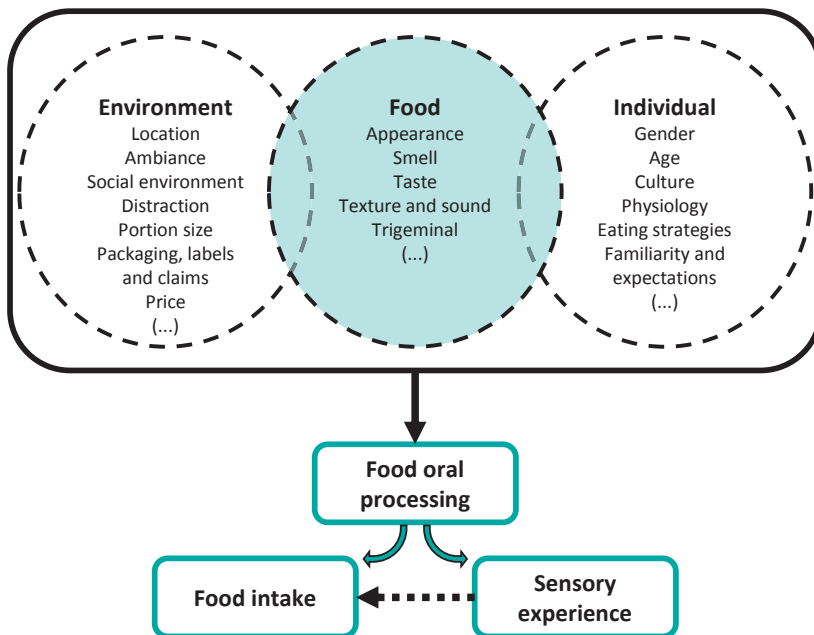 Environment
Location
Ambiance
Social environment
Distraction
Portion size
Packaging, labels
and claims
Price
(...)
Food
Appearance
Smell
Taste
Texture and sound
Trigeminal
(...)
Individual
Gender
Age
Culture
Physiology
Eating strategies
Familiarity and
expectations
(...)
Food oral
processing
Food intake
Sensory
experience